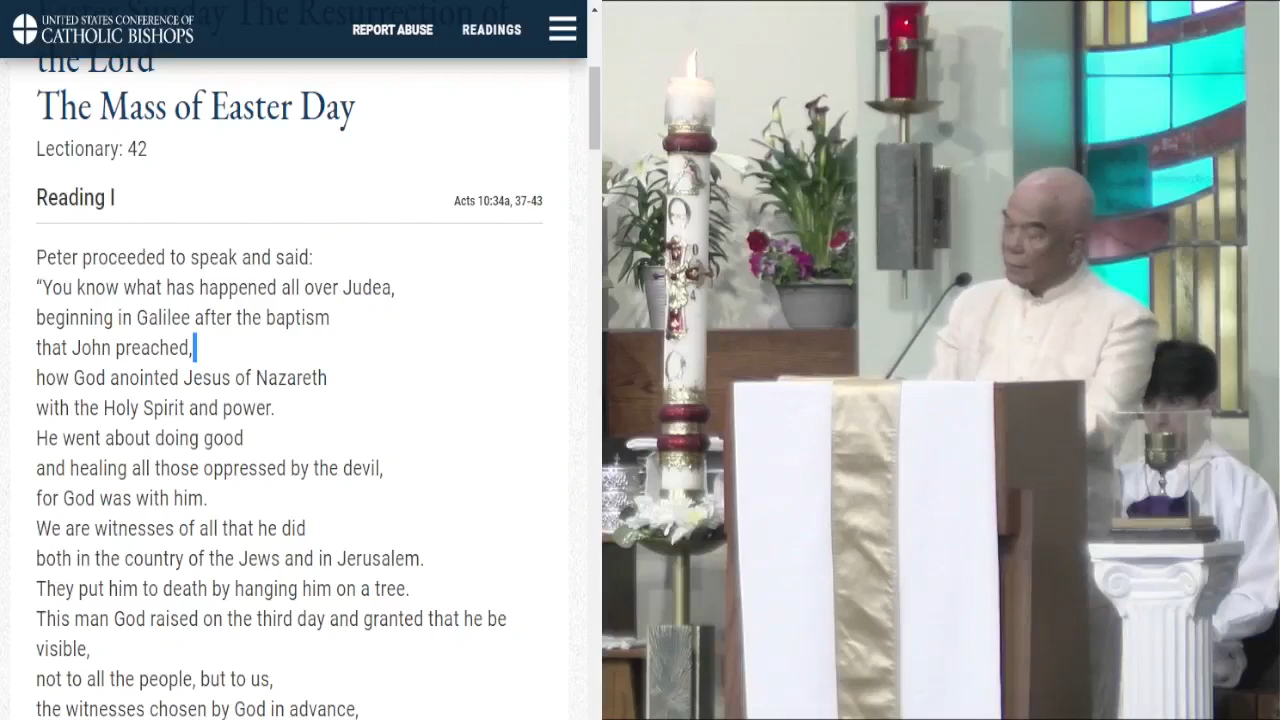 Easter Sunday The Resurrection of
the Lord
UNITED STATES CONFERENCE OF
CATHOLIC BISHOPS
REPORT ABUSE
READINGS
The Mass of Easter Day
Lectionary: 42
Reading I
Acts 10:34a, 37-43
Peter proceeded to speak and said:
“You know what has happened all over Judea,
beginning in Galilee after the baptism
that John preached,
how God anointed Jesus of Nazareth
with the Holy Spirit and power.
He went about doing good
and healing all those oppressed by the devil,
for God was with him.
We are witnesses of all that he did
both in the country of the Jews and in Jerusalem.
They put him to death by hanging him on a tree.
This man God raised on the third day and granted that he be
visible,
not to all the people, but to us,
the witnesses chosen by God in advance,